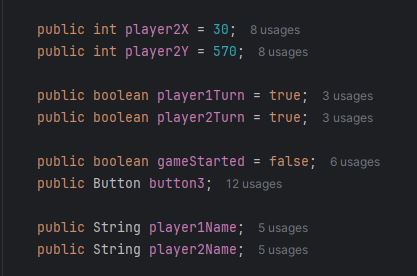 public int player2X = 30; 8 usages
public int player2Y = 570; 8 usages
public boolean player1Turn = true; 3 usages
public boolean player2Turn = true; 3 usages
public boolean gameStarted = false; 6 usages
public Button button3; 12 usages
public String player1Name; 5 usages
public String player2Name; 5 usages